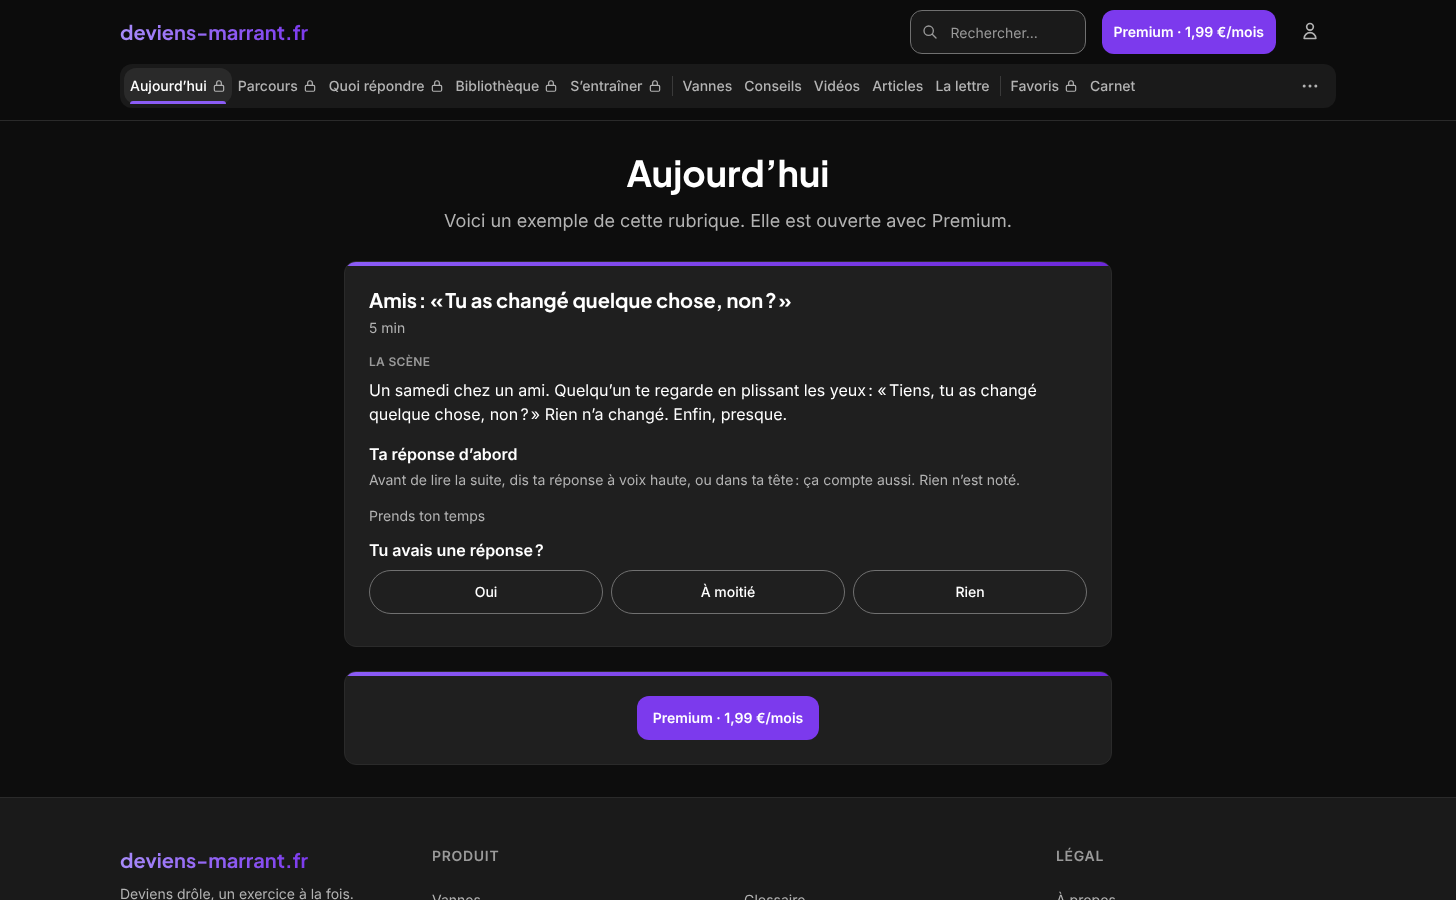 deviens-marrant.fr
Rechercher...
Premium · 1,99 €/mois
Aujourd’hui
Parcours
Quoi répondre
Bibliothèque
S’entraîner
Vannes
Conseils
Vidéos
Articles
La lettre
Favoris
Carnet
Aujourd’hui
Voici un exemple de cette rubrique. Elle est ouverte avec Premium.
Amis : « Tu as changé quelque chose, non ? »
5 min
LA SCÈNE
Un samedi chez un ami. Quelqu’un te regarde en plissant les yeux : « Tiens, tu as changé
quelque chose, non ? » Rien n’a changé. Enfin, presque.
Ta réponse d’abord
Avant de lire la suite, dis ta réponse à voix haute, ou dans ta tête : ça compte aussi. Rien n’est noté.
Prends ton temps
Tu avais une réponse ?
Oui
À moitié
Rien
Premium · 1,99 €/mois
deviens-marrant.fr
Deviens drôle, un exercice à la fois.
PRODUIT
Vannes
Glossaire
LÉGAL
À propos